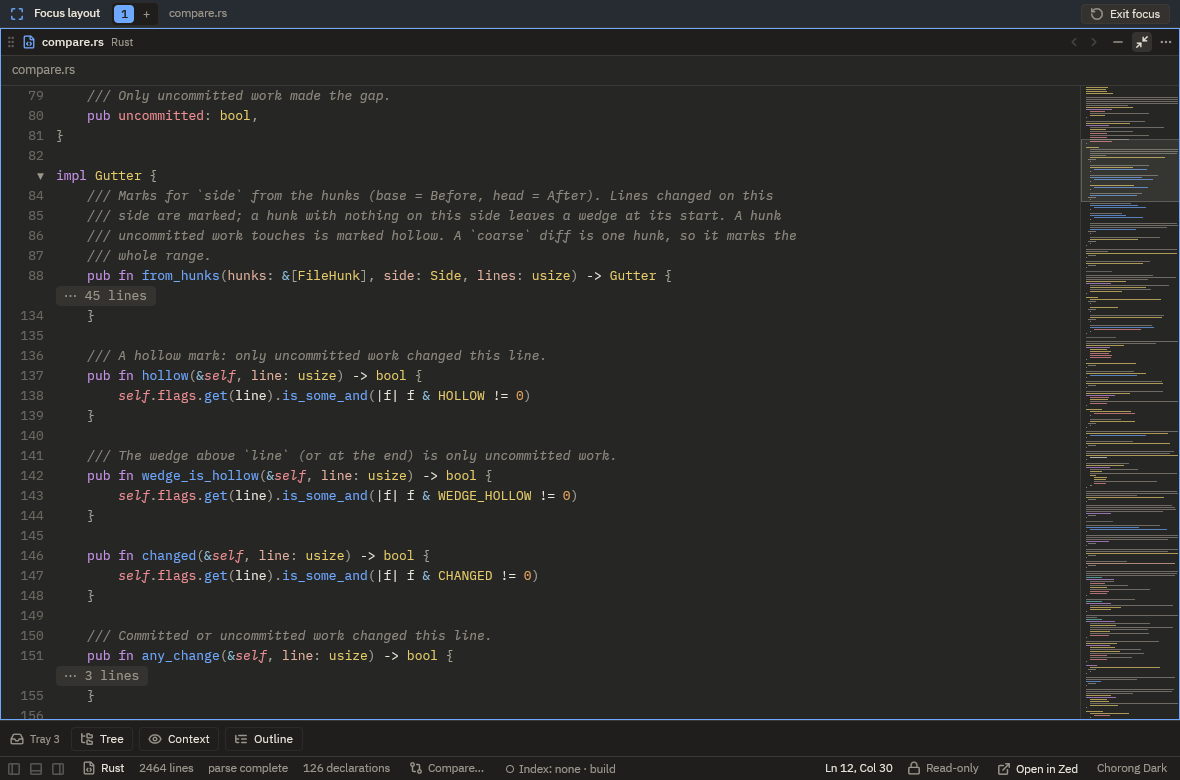 Focus layout 1 + compare.rs Exit focus
compare.rs Rust
compare.rs
79 /// Only uncommitted work made the gap.
80 pub uncommitted: bool,
81 }
82
impl Gutter {
84 /// Marks for `side` from the hunks (base = Before, head = After). Lines changed on this
85 /// side are marked; a hunk with nothing on this side leaves a wedge at its start. A hunk
86 /// uncommitted work touches is marked hollow. A `coarse` diff is one hunk, so it marks the
87 /// whole range.
88 pub fn from_hunks(hunks: &[FileHunk], side: Side, lines: usize) -> Gutter {
··· 45 lines
134 }
135
136 /// A hollow mark: only uncommitted work changed this line.
137 pub fn hollow(&self, line: usize) -> bool {
138 self.flags.get(line).is_some_and(|f| f & HOLLOW != 0)
139 }
140
141 /// The wedge above `line` (or at the end) is only uncommitted work.
142 pub fn wedge_is_hollow(&self, line: usize) -> bool {
143 self.flags.get(line).is_some_and(|f| f & WEDGE_HOLLOW != 0)
144 }
145
146 pub fn changed(&self, line: usize) -> bool {
147 self.flags.get(line).is_some_and(|f| f & CHANGED != 0)
148 }
149
150 /// Committed or uncommitted work changed this line.
151 pub fn any_change(&self, line: usize) -> bool {
··· 3 lines
155 }
156
Tray 3 Tree Context Outline
Rust 2464 lines parse complete 126 declarations Compare... Index: none · build Ln 12, Col 30 Read-only Open in Zed Chorong Dark